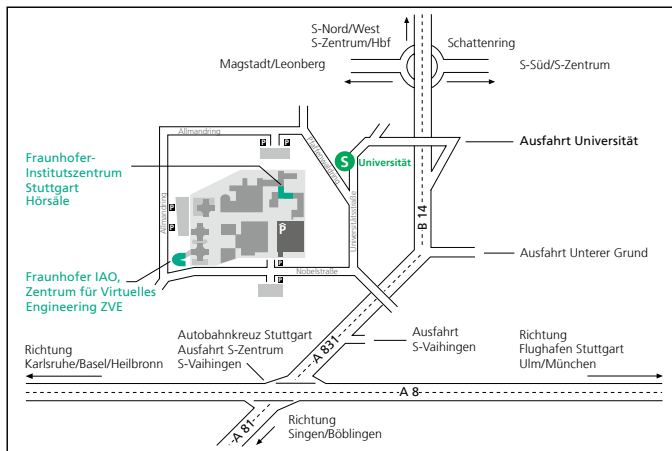 S-Nord/West
S-Zentrum/Hbf
Schattenring
Magstadt/Leonberg
S-Süd/S-Zentrum
Allmandring
P
P
Pfaffenwaldring
Ausfahrt Universität
Fraunhofer-
Institutszentrum
Stuttgart
Hörsäle
S
Universität
Allmandring
P
P
P
Universitätsstraße
B 14
Ausfahrt Unterer Grund
Fraunhofer IAO,
Zentrum für Virtuelles
Engineering ZVE
P
Nobelstraße
P
Autobahnkreuz Stuttgart
Ausfahrt S-Zentrum
S-Vaihingen
A 831
Ausfahrt
S-Vaihingen
Richtung
Karlsruhe/Basel/Heilbronn
Richtung
Flughafen Stuttgart
Ulm/München
A 8
A 81
Richtung
Singen/Böblingen